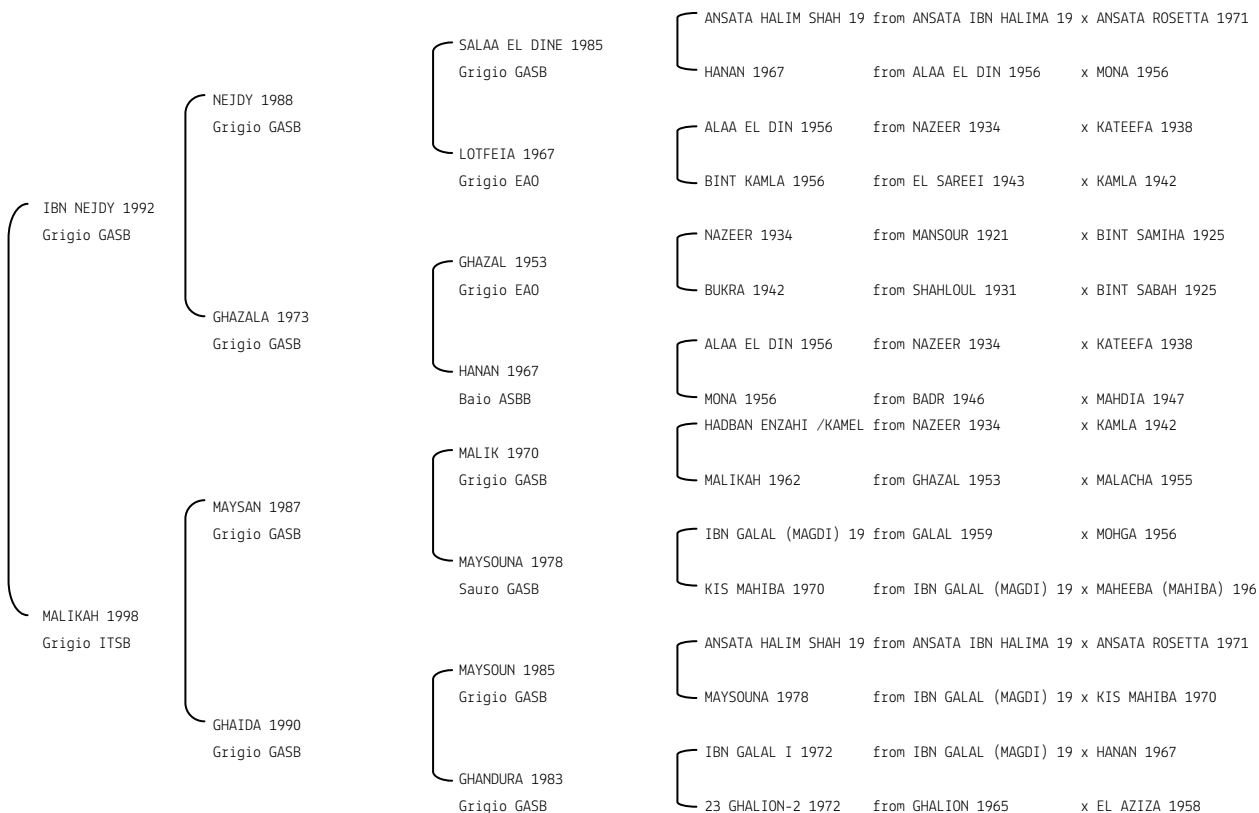 ANSATA HALIM SHAH 19 from ANSATA IBN HALIMA 19 x ANSATA ROSETTA 1971
SALAA EL DINE 1985
Grigio GASB
HANAN 1967 from ALAA EL DIN 1956 x MONA 1956
NEJDY 1988
Grigio GASB
ALAA EL DIN 1956 from NAZEER 1934 x KATEEFA 1938
LOTFEIA 1967
Grigio EAO
BINT KAMLA 1956 from EL SAREEI 1943 x KAMLA 1942
IBN NEJDY 1992
Grigio GASB
NAZEER 1934 from MANSOUR 1921 x BINT SAMIHA 1925
GHAZAL 1953
Grigio EAO
BUKRA 1942 from SHAHLOUL 1931 x BINT SABAH 1925
GHAZALA 1973
Grigio GASB
ALAA EL DIN 1956 from NAZEER 1934 x KATEEFA 1938
HANAN 1967
Baio ASBB
MONA 1956 from BADR 1946 x MAHDIA 1947
HADBAN ENZAHI /KAMEL from NAZEER 1934 x KAMLA 1942
MALIK 1970
Grigio GASB
MALIKAH 1962 from GHAZAL 1953 x MALACHA 1955
MAYSAN 1987
Grigio GASB
IBN GALAL (MAGDI) 19 from GALAL 1959 x MOHGA 1956
MAYSOUNA 1978
Sauro GASB
KIS MAHIBA 1970 from IBN GALAL (MAGDI) 19 x MAHEEBA (MAHIBA) 196
MALIKAH 1998
Grigio ITSB
ANSATA HALIM SHAH 19 from ANSATA IBN HALIMA 19 x ANSATA ROSETTA 1971
MAYSOUN 1985
Grigio GASB
MAYSOUNA 1978 from IBN GALAL (MAGDI) 19 x KIS MAHIBA 1970
GHAIDA 1990
Grigio GASB
IBN GALAL I 1972 from IBN GALAL (MAGDI) 19 x HANAN 1967
GHANDURA 1983
Grigio GASB
23 GHALION-2 1972 from GHALION 1965 x EL AZIZA 1958